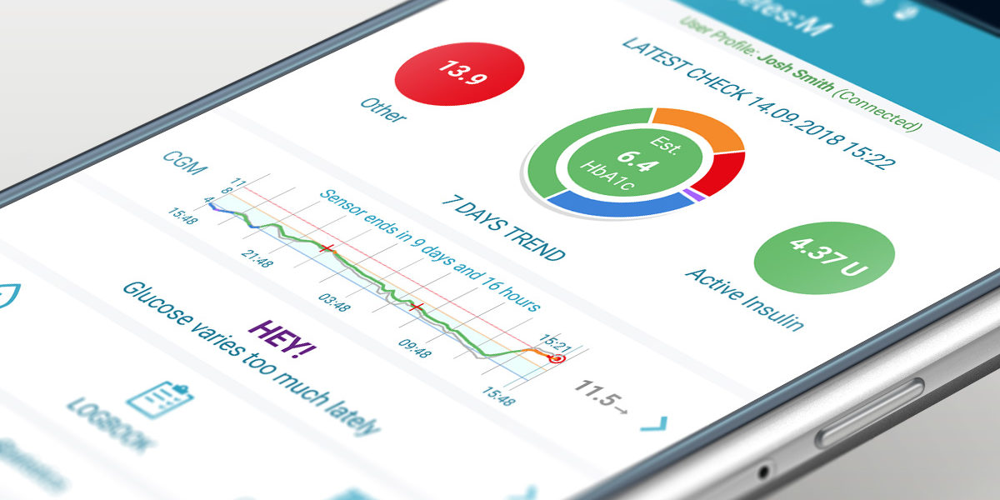 etes:M
User Profile: Josh Smith (Connected)
LATEST CHECK 14.09.2018 15:22
13.9
Other
Est.
6.4
HbA1c
4.37 U
Active Insulin
7 DAYS TREND
CGM
Sensor ends in 9 days and 16 hours
11
8
4
15:48
21:48
03:48
09:48
15:48
15:21
11.5→
HEY!
Glucose varies too much lately
LOGBOOK